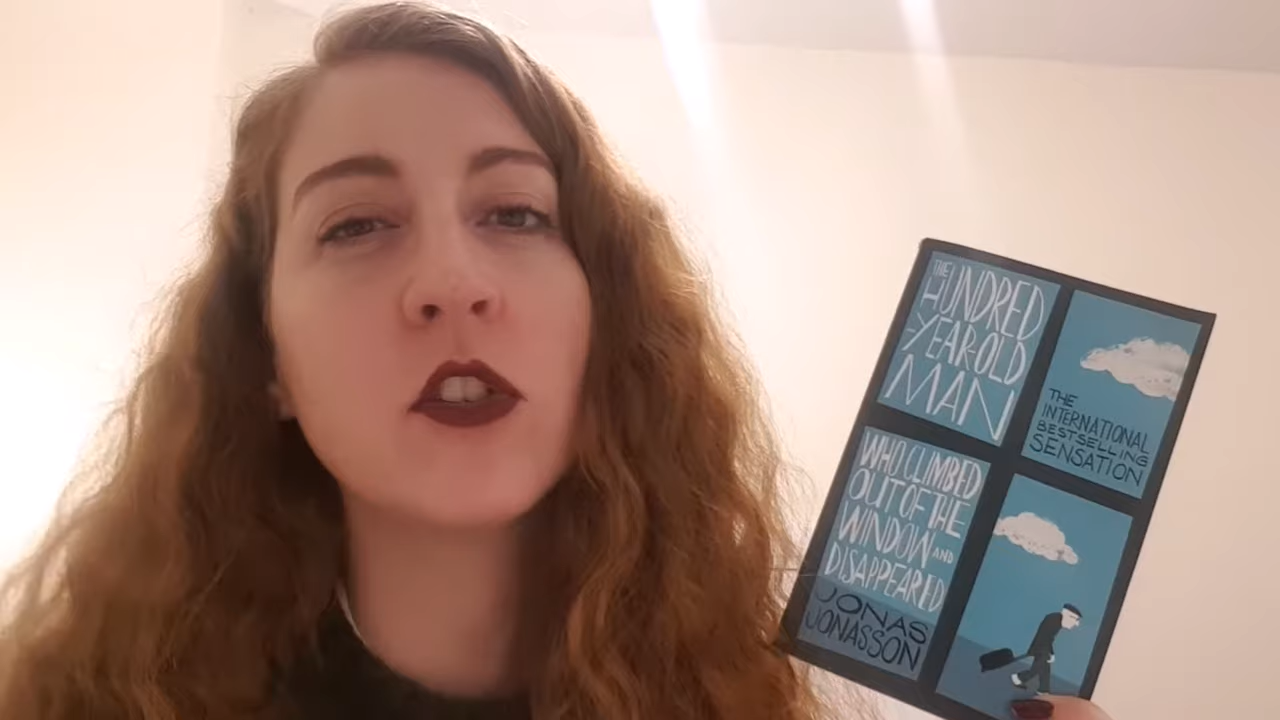 THE
HUNDRED
-YEAR-OLD
MAN
WHO CLIMBED
OUT OF THE
WINDOW AND
DISAPPEARED
JONAS
JONASSON
THE
INTERNATIONAL
BESTSELLING
SENSATION